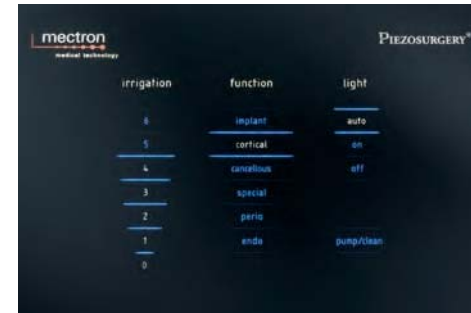 mectron
medical technology
PIEZOSURGERY®
irrigation function light
6 implant auto
5 cortical on
4 cancellous off
3 special
2 perio
1 endo pump/clean
0